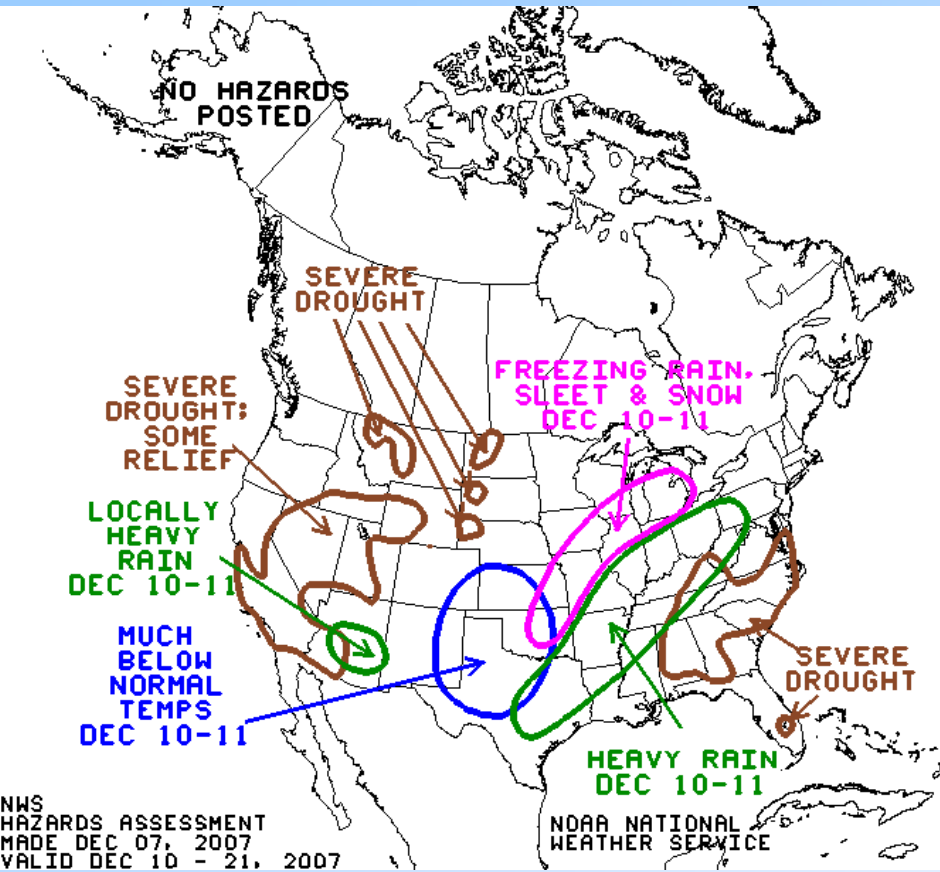 NO HAZARDS
POSTED
SEVERE
DROUGHT
FREEZING RAIN,
SLEET & SNOW
DEC 10-11
SEVERE
DROUGHT;
SOME
RELIEF
LOCALLY
HEAVY
RAIN
DEC 10-11
MUCH
BELOW
NORMAL
TEMPS
DEC 10-11
SEVERE
DROUGHT
HEAVY RAIN
DEC 10-11
NWS
HAZARDS ASSESSMENT
MADE DEC 07, 2007
VALID DEC 10 - 21, 2007
NOAA NATIONAL
WEATHER SERVICE